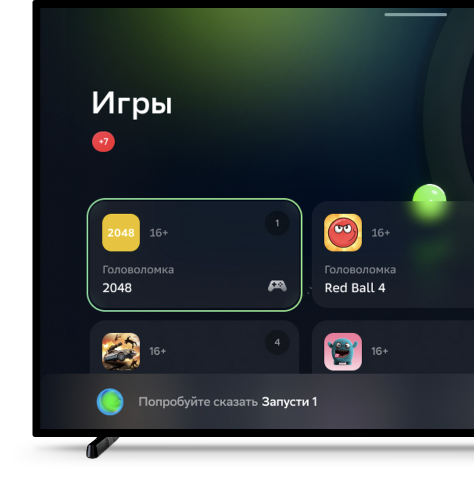 Игры
+7
2048
16+
1
Головоломка
2048
16+
Головоломка
Red Ball 4
16+
4
16+
Попробуйте сказать Запусти 1